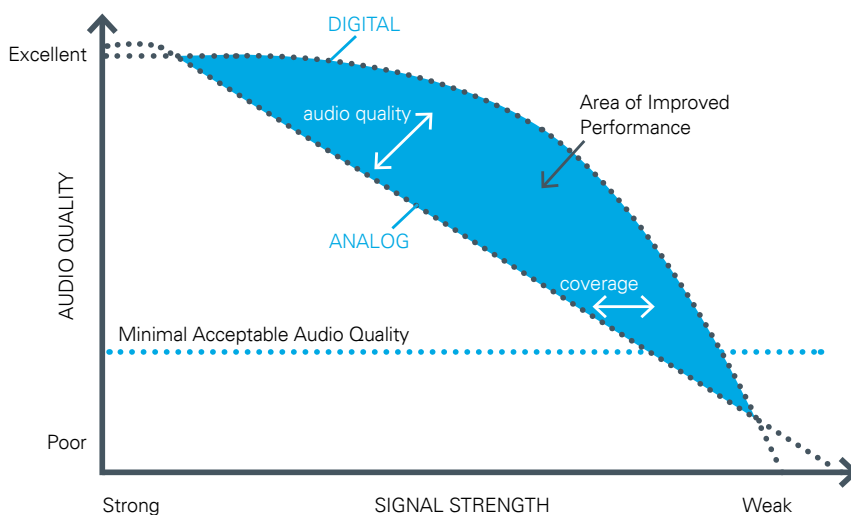 DIGITAL
Excellent
audio quality
Area of Improved
Performance
AUDIO QUALITY
ANALOG
coverage
Minimal Acceptable Audio Quality
Poor
Strong
SIGNAL STRENGTH
Weak